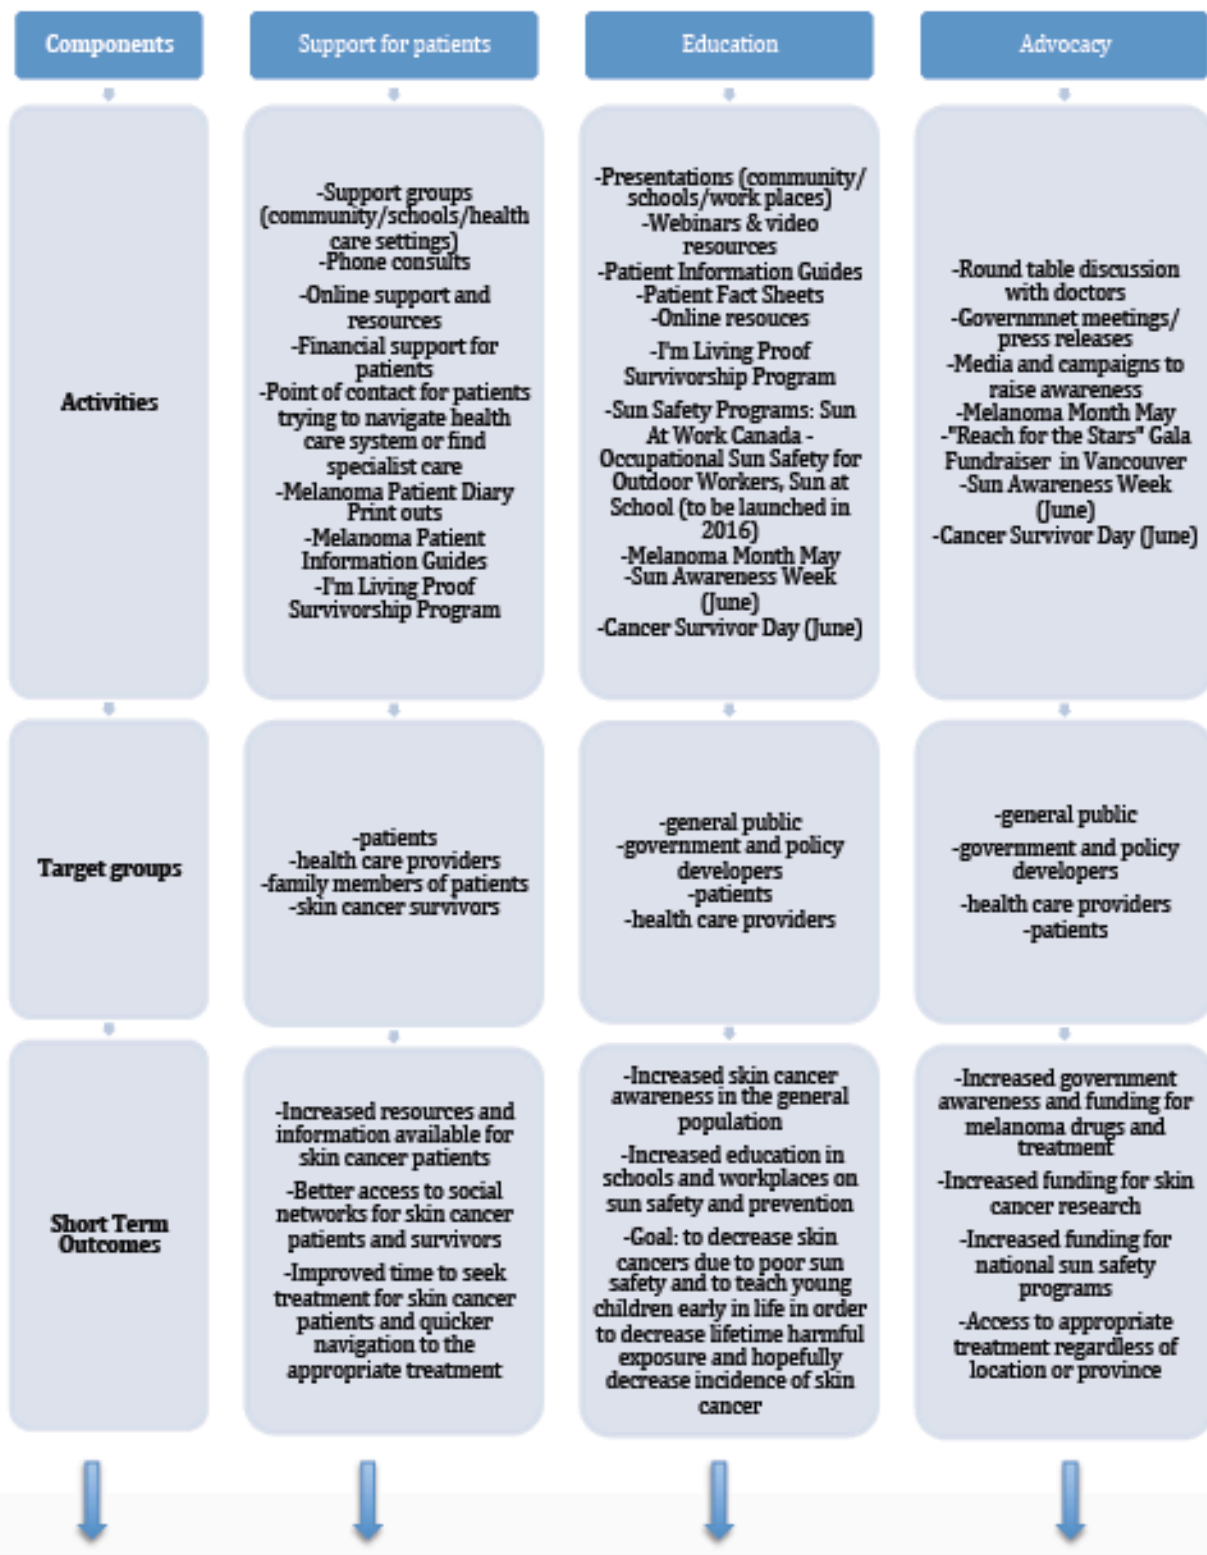 Components
Support for patients
Education
Advocacy
Activities
-Support groups
(community/schools/health
care settings)
-Phone consults
-Online support and
resources
-Financial support for
patients
-Point of contact for patients
trying to navigate health
care system or find
specialist care
-Melanoma Patient Diary
Print outs
-Melanoma Patient
Information Guides
-I'm Living Proof
Survivorship Program
-Presentations (community/
schools/work places)
-Webinars & video
resources
-Patient Information Guides
-Patient Fact Sheets
-Online resouces
-I'm Living Proof
Survivorship Program
-Sun Safety Programs: Sun
At Work Canada -
Occupational Sun Safety for
Outdoor Workers, Sun at
School (to be launched in
2016)
-Melanoma Month May
-Sun Awareness Week
(June)
-Cancer Survivor Day (June)
-Round table discussion
with doctors
-Governmnet meetings/
press releases
-Media and campaigns to
raise awareness
-Melanoma Month May
-"Reach for the Stars" Gala
Fundraiser in Vancouver
-Sun Awareness Week
(June)
-Cancer Survivor Day (June)
Target groups
-patients
-health care providers
-family members of patients
-skin cancer survivors
-general public
-government and policy
developers
-patients
-health care providers
-general public
-government and policy
developers
-health care providers
-patients
Short Term
Outcomes
-Increased resources and
information available for
skin cancer patients
-Better access to social
networks for skin cancer
patients and survivors
-Improved time to seek
treatment for skin cancer
patients and quicker
navigation to the
appropriate treatment
-Increased skin cancer
awareness in the general
population
-Increased education in
schools and workplaces on
sun safety and prevention
-Goal: to decrease skin
cancers due to poor sun
safety and to teach young
children early in life in order
to decrease lifetime harmful
exposure and hopefully
decrease incidence of skin
cancer
-Increased government
awareness and funding for
melanoma drugs and
treatment
-Increased funding for skin
cancer research
-Increased funding for
national sun safety
programs
-Access to appropriate
treatment regardless of
location or province